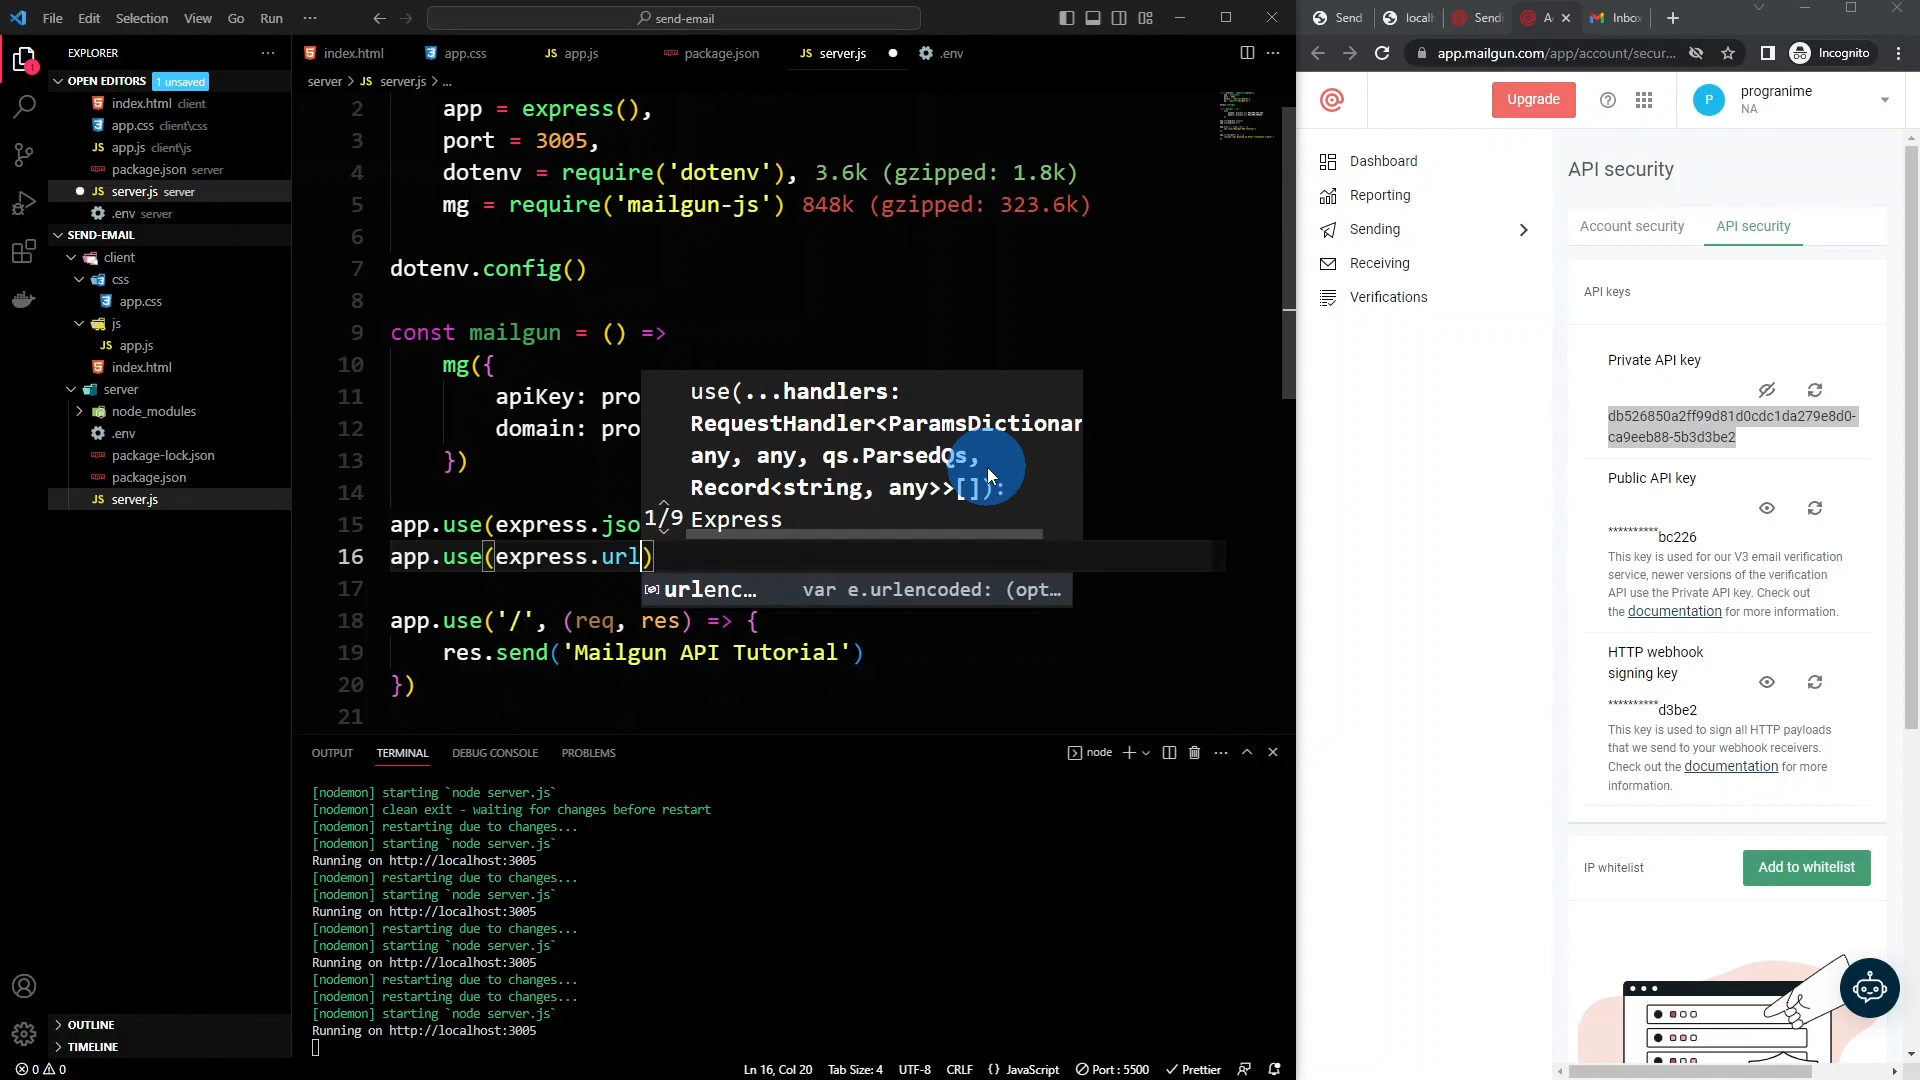 File Edit Selection View Go Run ···
send-email
EXPLORER
OPEN EDITORS 1 unsaved
index.html client
app.css client\css
app.js client\js
package.json server
server.js server
.env server
SEND-EMAIL
client
css
app.css
js
app.js
index.html
server
node_modules
.env
package-lock.json
package.json
server.js
OUTLINE
TIMELINE
index.html
app.css
app.js
package.json
server.js
.env
server > server.js > ...
2 app = express(),
3 port = 3005,
4 dotenv = require('dotenv'), 3.6k (gzipped: 1.8k)
5 mg = require('mailgun-js') 848k (gzipped: 323.6k)
6
7 dotenv.config()
8
9 const mailgun = () =>
10 mg({
11 apiKey: pro
12 domain: pro
13 })
14
15 app.use(express.jso
16 app.use(express.url)
17
18 app.use('/', (req, res) => {
19 res.send('Mailgun API Tutorial')
20 })
21
use(...handlers:
RequestHandler<ParamsDictionar
any, any, qs.ParsedQs,
Record<string, any>>[]):
1/9 Express
urlenc… var e.urlencoded: (opt…
OUTPUT TERMINAL DEBUG CONSOLE PROBLEMS
node
[nodemon] starting `node server.js`
[nodemon] clean exit - waiting for changes before restart
[nodemon] restarting due to changes...
[nodemon] starting `node server.js`
Running on http://localhost:3005
[nodemon] restarting due to changes...
[nodemon] starting `node server.js`
Running on http://localhost:3005
[nodemon] restarting due to changes...
[nodemon] starting `node server.js`
Running on http://localhost:3005
[nodemon] restarting due to changes...
[nodemon] restarting due to changes...
[nodemon] starting `node server.js`
Running on http://localhost:3005
0 0
Ln 16, Col 20 Tab Size: 4 UTF-8 CRLF {} JavaScript Port : 5500 Prettier
Send
local
Sendi
A
Inbox
app.mailgun.com/app/account/secur...
Incognito
Upgrade
P
programime
NA
Dashboard
Reporting
Sending
Receiving
Verifications
API security
Account security
API security
API keys
Private API key
db526850a2ff99d81d0cdc1da279e8d0-
ca9eeb88-5b3d3be2
Public API key
**********bc226
This key is used for our V3 email verification
service, newer versions of the verification
API use the Private API key. Check out
the documentation for more information.
HTTP webhook
signing key
**********d3be2
This key is used to sign all HTTP payloads
that we send to your webhook receivers.
Check out the documentation for more
information.
IP whitelist
Add to whitelist